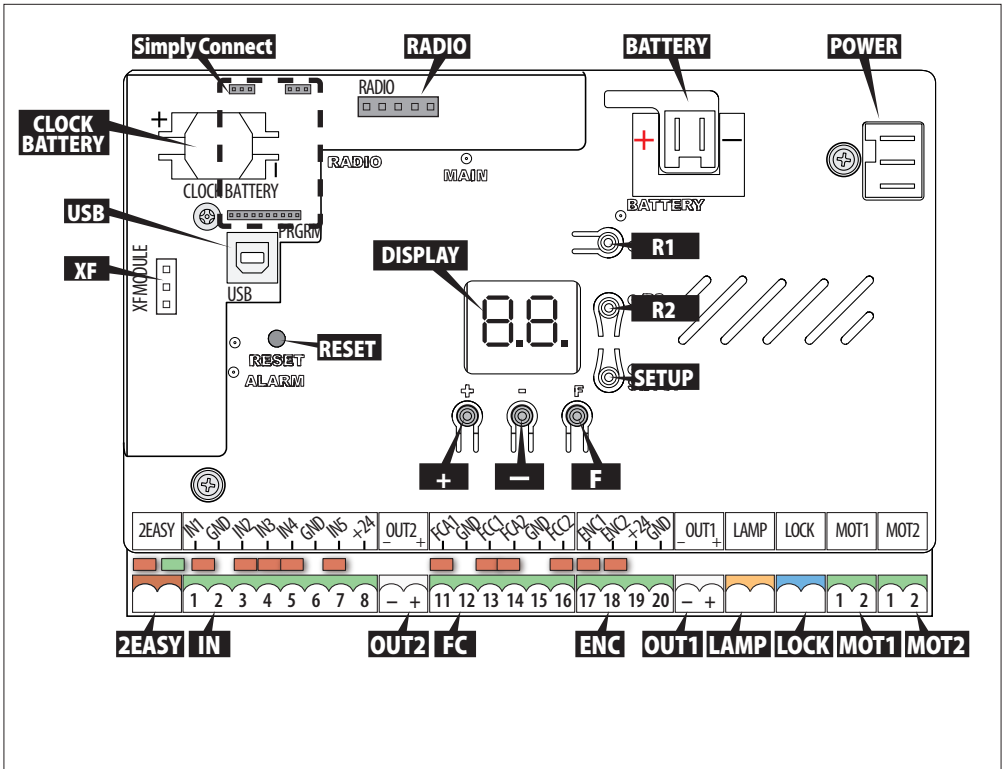 Simply Connect
RADIO
BATTERY
POWER
RADIO
CLOCK
BATTERY
+
−
CLOCK BATTERY
RADIO
MAIN
+
−
BATTERY
USB
PRGRM
R1
XF
XF MODULE
USB
DISPLAY
8.8.
R2
RESET
RESET
ALARM
SETUP
+
-
F
+
−
F
2EASY
IN1
GND
IN2
IN3
IN4
GND
IN5
+24
− OUT2 +
FCA1
GND
FCC1
FCA2
GND
FCC2
ENC1
ENC2
+24
GND
− OUT1 +
LAMP
LOCK
MOT1
MOT2
1 2 3 4 5 6 7 8
− +
11 12 13 14 15 16
17 18 19 20
− +
1 2
1 2
2EASY
IN
OUT2
FC
ENC
OUT1
LAMP
LOCK
MOT1
MOT2